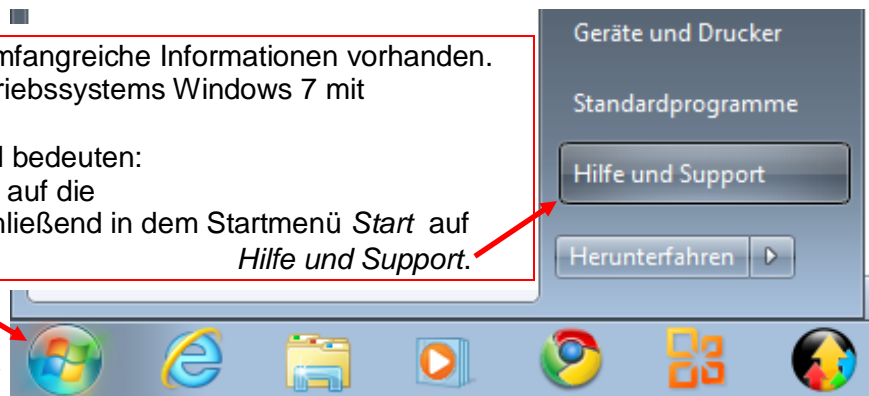 mfangreiche Informationen vorhanden.
riebssystems Windows 7 mit
bedeuten:
auf die
ließend in dem Startmenü Start auf
Hilfe und Support.
Geräte und Drucker
Standardprogramme
Hilfe und Support
Herunterfahren